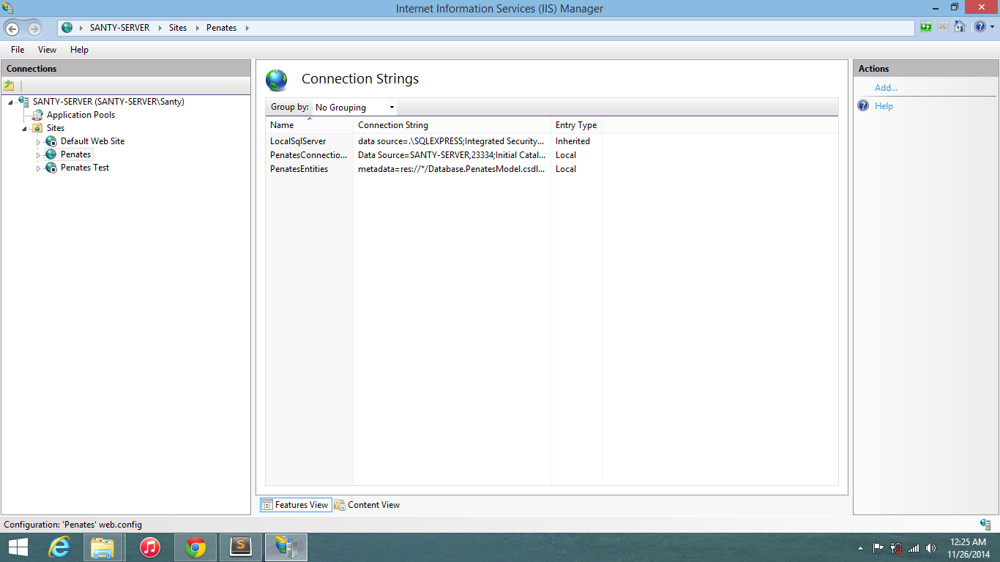 Internet Information Services (IIS) Manager
SANTY-SERVER Sites Penates
File View Help
Connections
SANTY-SERVER (SANTY-SERVER\Santy)
Application Pools
Sites
Default Web Site
Penates
Penates Test
Connection Strings
Group by: No Grouping
Name Connection String Entry Type
LocalSqlServer data source=.\SQLEXPRESS;Integrated Security... Inherited
PenatesConnectio... Data Source=SANTY-SERVER,23334;Initial Catal... Local
PenatesEntities metadata=res://*/Database.PenatesModel.csdl... Local
Features View Content View
Actions
Add...
Help
Configuration: 'Penates' web.config
12:25 AM
11/26/2014